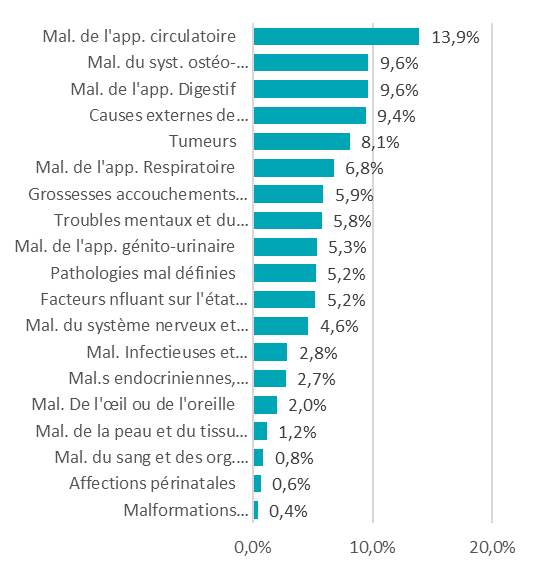 Mal. de l'app. circulatoire 13,9%
Mal. du syst. ostéo-... 9,6%
Mal. de l'app. Digestif 9,6%
Causes externes de... 9,4%
Tumeurs 8,1%
Mal. de l'app. Respiratoire 6,8%
Grossesses accouchements... 5,9%
Troubles mentaux et du... 5,8%
Mal. de l'app. génito-urinaire 5,3%
Pathologies mal définies 5,2%
Facteurs nfluant sur l'état... 5,2%
Mal. du système nerveux et... 4,6%
Mal. Infectieuses et... 2,8%
Mal.s endocriniennes,... 2,7%
Mal. De l'œil ou de l'oreille 2,0%
Mal. de la peau et du tissu... 1,2%
Mal. du sang et des org.... 0,8%
Affections périnatales 0,6%
Malformations... 0,4%
0,0% 10,0% 20,0%